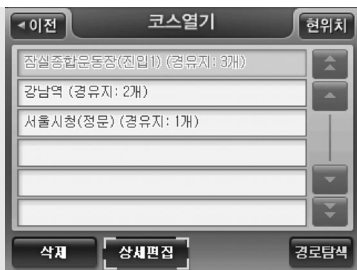 이전 코스열기 현위치
잠실종합운동장(진입1) (경유지: 3개)
강남역 (경유지: 2개)
서울시청(정문) (경유지: 1개)
삭제 상세편집 경로탐색